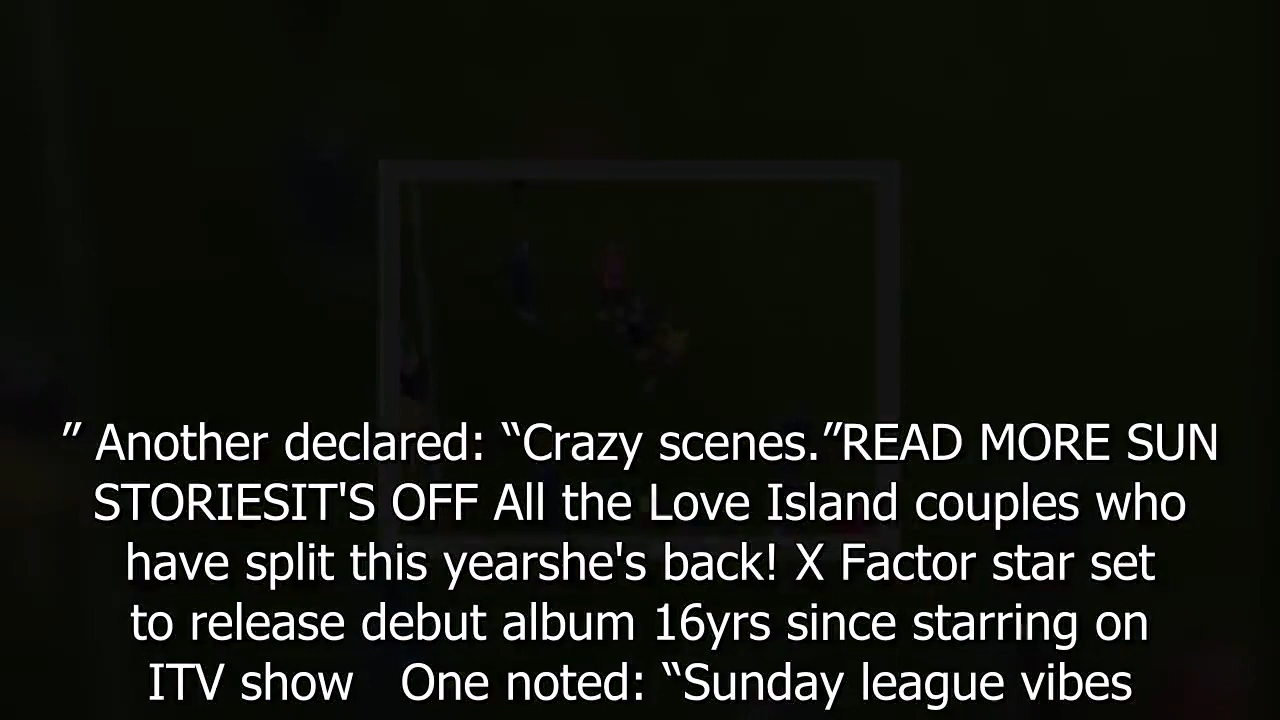 ” Another declared: “Crazy scenes.”READ MORE SUN
STORIESIT'S OFF All the Love Island couples who
have split this yearshe's back! X Factor star set
to release debut album 16yrs since starring on
ITV show   One noted: “Sunday league vibes